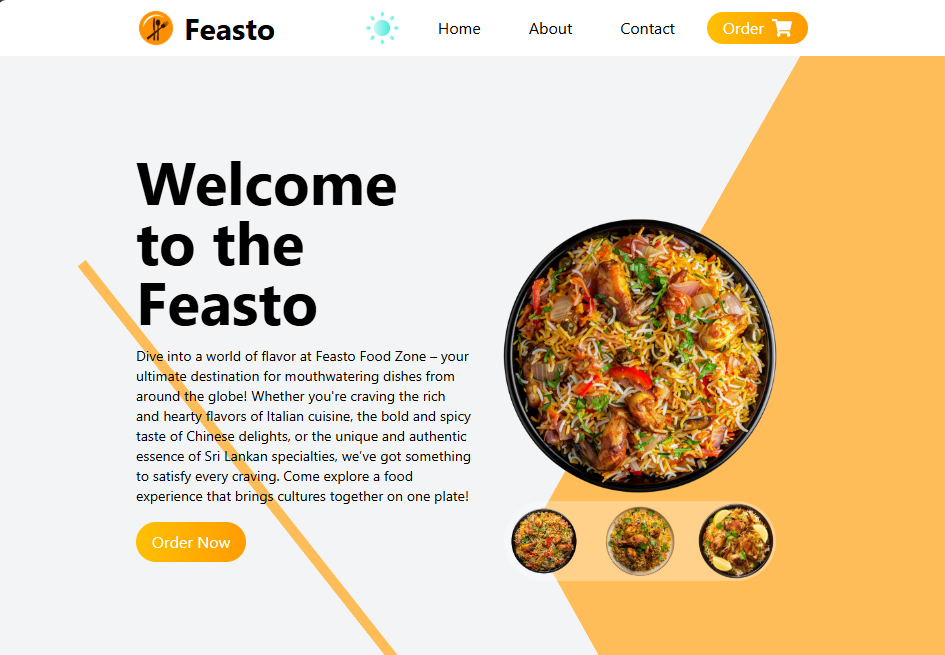 Feasto
Home
About
Contact
Order
Welcome
to the
Feasto
Dive into a world of flavor at Feasto Food Zone – your
ultimate destination for mouthwatering dishes from
around the globe! Whether you're craving the rich
and hearty flavors of Italian cuisine, the bold and spicy
taste of Chinese delights, or the unique and authentic
essence of Sri Lankan specialties, we’ve got something
to satisfy every craving. Come explore a food
experience that brings cultures together on one plate!
Order Now